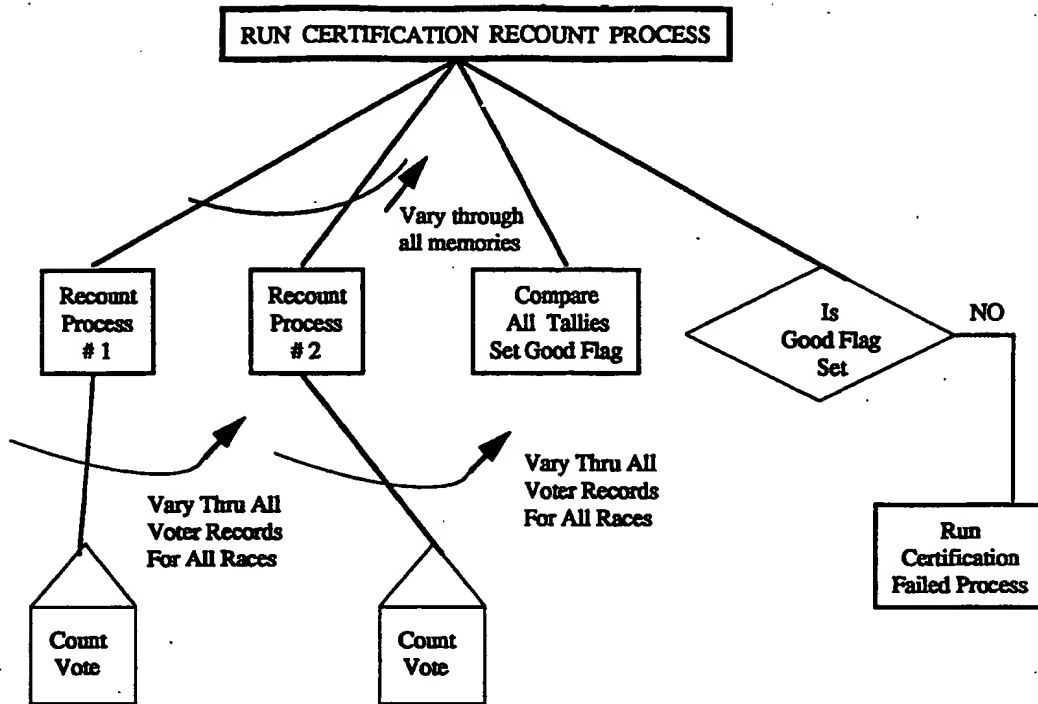 RUN CERTIFICATION RECOUNT PROCESS
Vary through
all memories
Recount
Process
# 1
Recount
Process
# 2
Compare
All Tallies
Set Good Flag
Is
Good Flag
Set
NO
Vary Thru All
Voter Records
For All Races
Vary Thru All
Voter Records
For All Races
Run
Certification
Failed Process
Count
Vote
Count
Vote